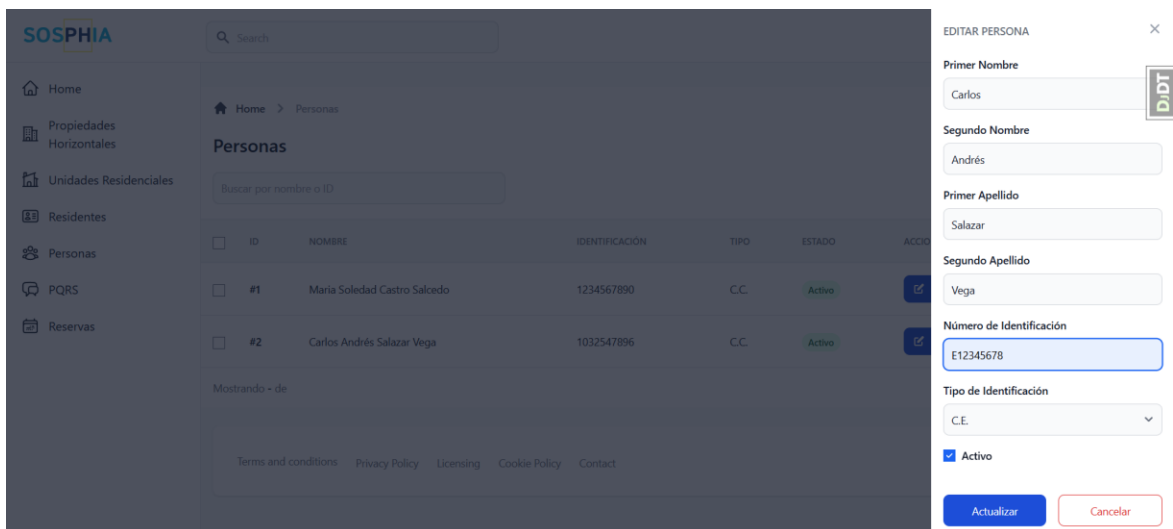 SOSPHIA
Search
Home
Propiedades
Horizontales
Unidades Residenciales
Residentes
Personas
PQRS
Reservas
Home > Personas
Personas
Buscar por nombre o ID
ID NOMBRE IDENTIFICACIÓN TIPO ESTADO ACCIO
#1 Maria Soledad Castro Salcedo 1234567890 C.C. Activo
#2 Carlos Andrés Salazar Vega 1032547896 C.C. Activo
Mostrando - de
Terms and conditions Privacy Policy Licensing Cookie Policy Contact
EDITAR PERSONA
Primer Nombre
Carlos
Segundo Nombre
Andrés
Primer Apellido
Salazar
Segundo Apellido
Vega
Número de Identificación
E12345678
Tipo de Identificación
C.E.
Activo
Actualizar Cancelar
DJDT